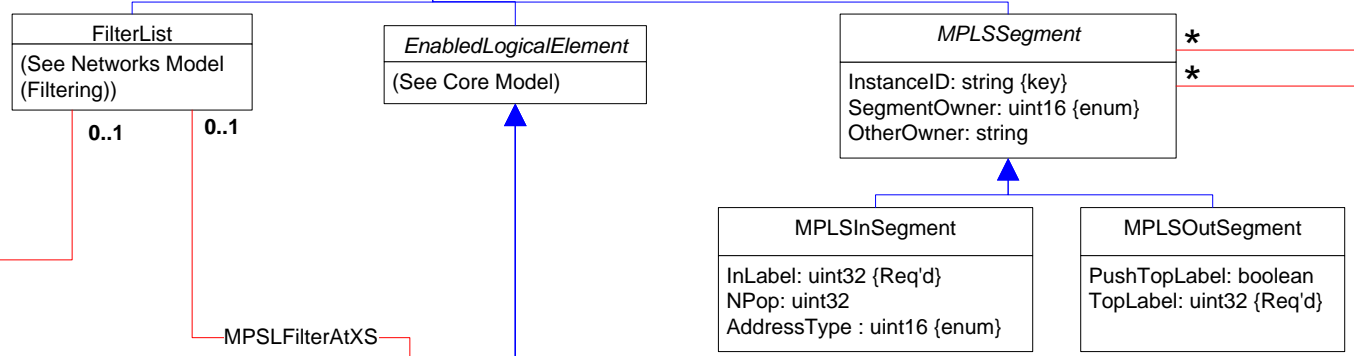 FilterList
(See Networks Model
(Filtering))
0..1
0..1
EnabledLogicalElement
(See Core Model)
MPLSSegment
InstanceID: string {key}
SegmentOwner: uint16 {enum}
OtherOwner: string
*
*
MPLSInSegment
InLabel: uint32 {Req'd}
NPop: uint32
AddressType : uint16 {enum}
MPLSOutSegment
PushTopLabel: boolean
TopLabel: uint32 {Req'd}
MPSLFilterAtXS